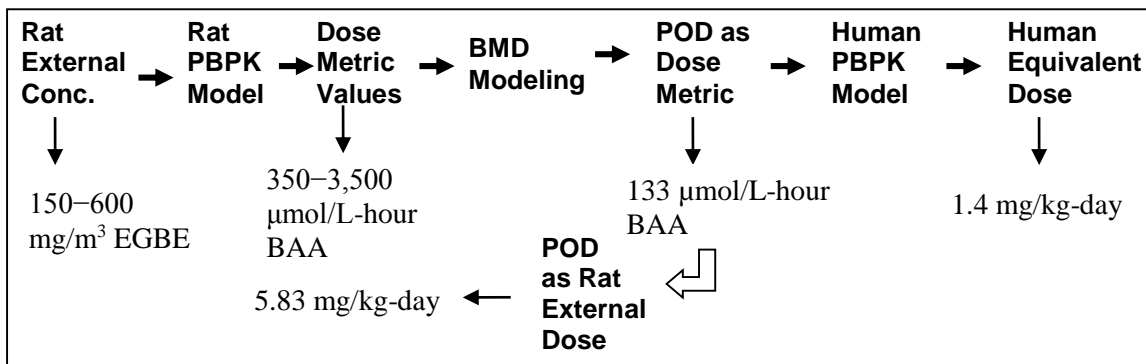 Rat
External
Conc.
Rat
PBPK
Model
Dose
Metric
Values
BMD
Modeling
POD as
Dose
Metric
Human
PBPK
Model
Human
Equivalent
Dose
150−600
mg/m³ EGBE
350−3,500
µmol/L-hour
BAA
133 µmol/L-hour
BAA
1.4 mg/kg-day
POD
as Rat
External
Dose
5.83 mg/kg-day